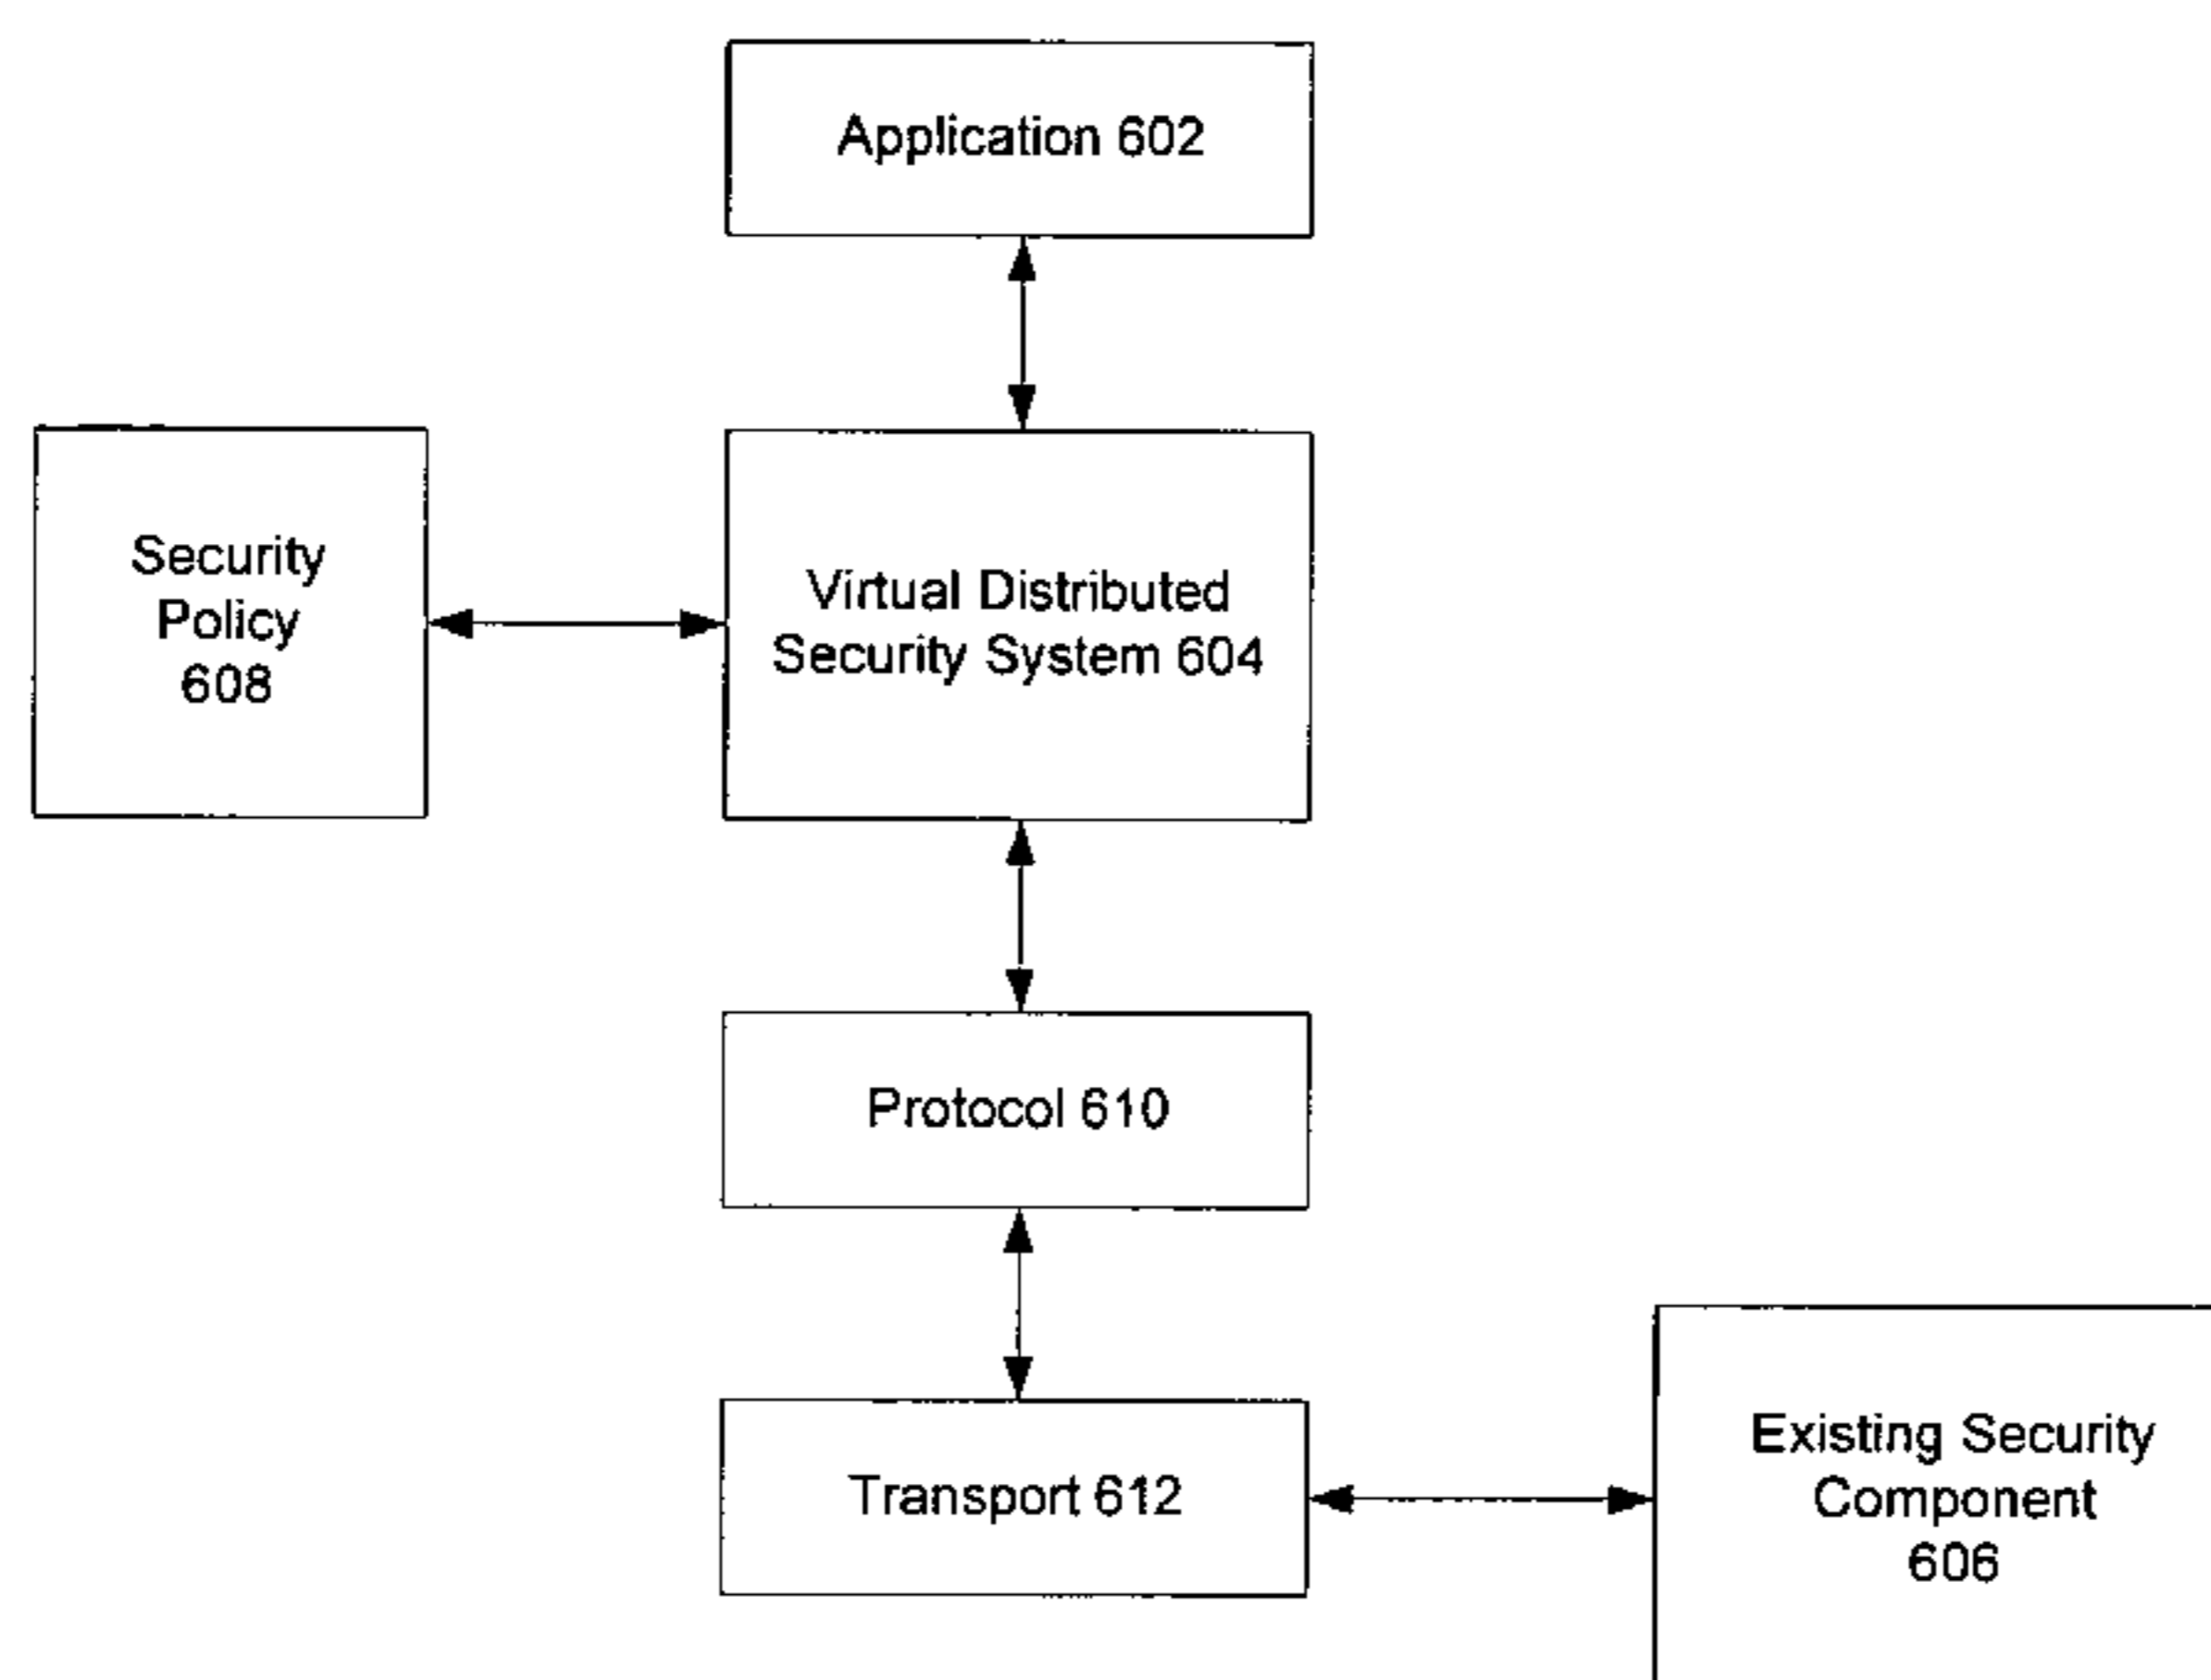 Application 602
Security
Policy
608
Virtual Distributed
Security System 604
Protocol 610
Transport 612
Existing Security
Component
606